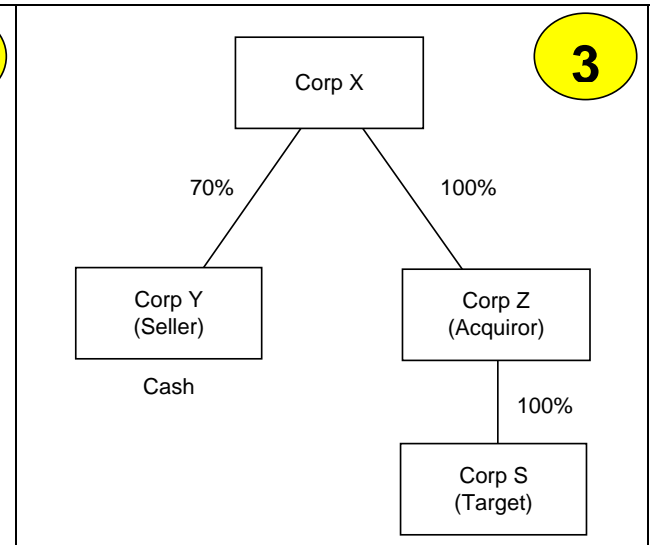 3
Corp X
70%
100%
Corp Y
(Seller)
Corp Z
(Acquiror)
Cash
100%
Corp S
(Target)